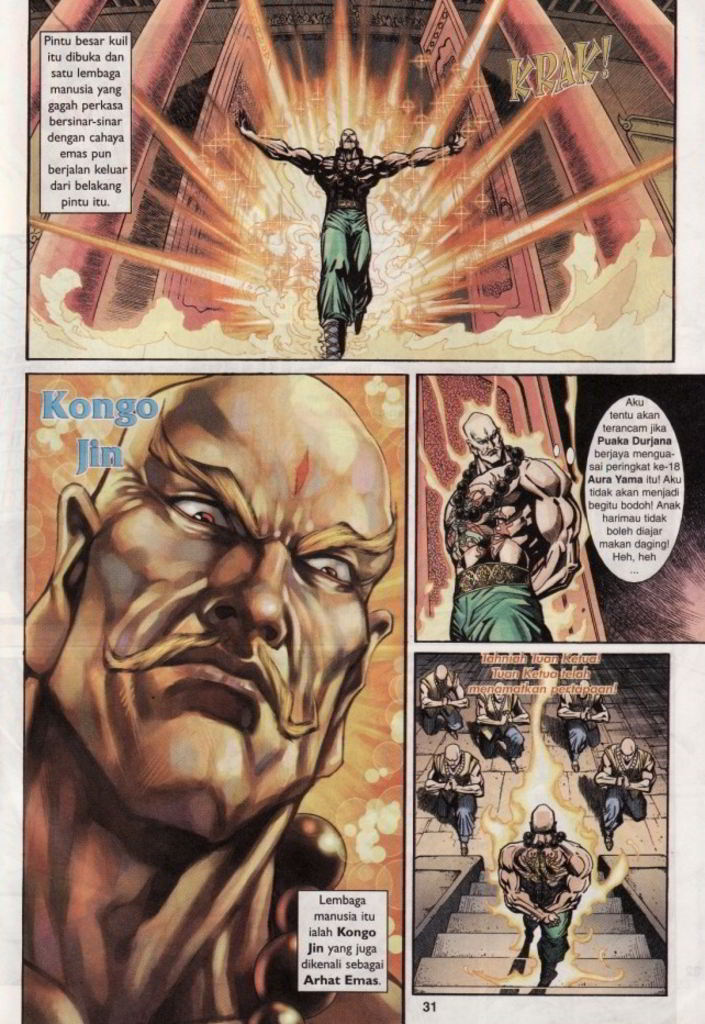 Pintu besar kuil
itu dibuka dan
satu lembaga
manusia yang
gagah perkasa
bersinar-sinar
dengan cahaya
emas pun
berjalan keluar
dari belakang
pintu itu.
KRAK!
Kongo
Jin
Aku
tentu akan
terancam jika
Puaka Durjana
berjaya mengua-
sai peringkat ke-18
Aura Yama itu! Aku
tidak akan menjadi
begitu bodoh! Anak
harimau tidak
boleh diajar
makan daging!
Heh, heh
...
Tahniah Tuan Ketua!
Tuan Ketua telah
menamatkan pertapaan!
Lembaga
manusia itu
ialah Kongo
Jin yang juga
dikenali sebagai
Arhat Emas.
31